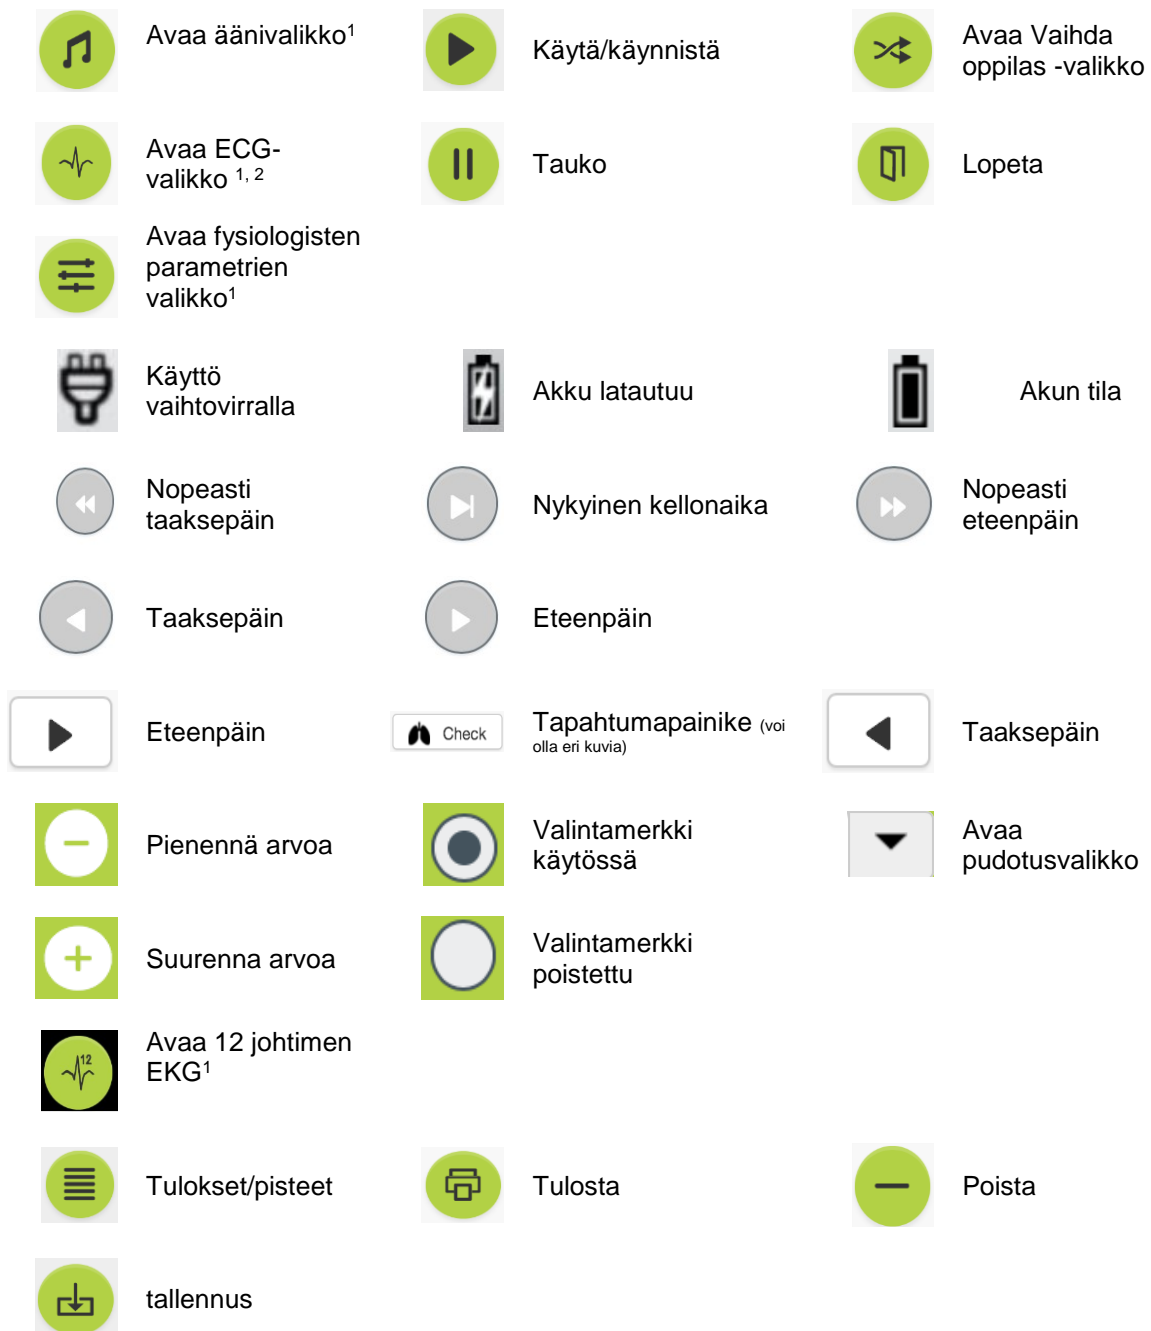 Avaa äänivalikko1
Käytä/käynnistä
Avaa Vaihda
oppilas -valikko
Avaa ECG-
valikko 1, 2
Tauko
Lopeta
Avaa fysiologisten
parametrien
valikko1
Käyttö
vaihtovirralla
Akku latautuu
Akun tila
Nopeasti
taaksepäin
Nykyinen kellonaika
Nopeasti
eteenpäin
Taaksepäin
Eteenpäin
Eteenpäin
Check
Tapahtumapainike (voi
olla eri kuvia)
Taaksepäin
Pienennä arvoa
Valintamerkki
käytössä
Avaa
pudotusvalikko
Suurenna arvoa
Valintamerkki
poistettu
12
Avaa 12 johtimen
EKG1
Tulokset/pisteet
Tulosta
Poista
tallennus